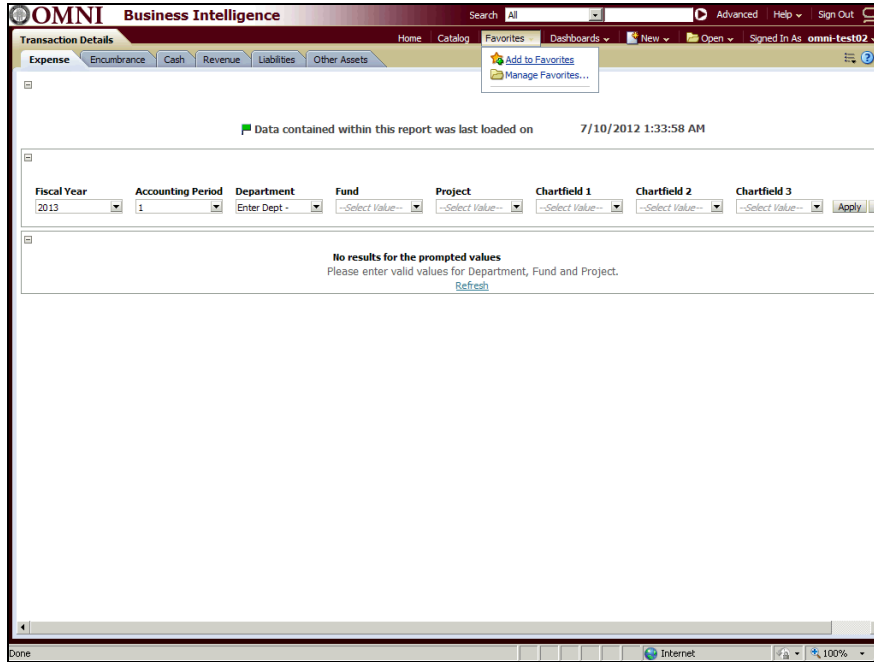 OMNI Business Intelligence Search All Advanced Help Sign Out
Transaction Details Home Catalog Favorites Dashboards New Open Signed In As omni-test02
Expense Encumbrance Cash Revenue Liabilities Other Assets
Add to Favorites
Manage Favorites...
Data contained within this report was last loaded on 7/10/2012 1:33:58 AM
Fiscal Year Accounting Period Department Fund Project Chartfield 1 Chartfield 2 Chartfield 3
2013 1 Enter Dept - --Select Value-- --Select Value-- --Select Value-- --Select Value-- --Select Value-- Apply
No results for the prompted values
Please enter valid values for Department, Fund and Project.
Refresh
Done Internet 100%